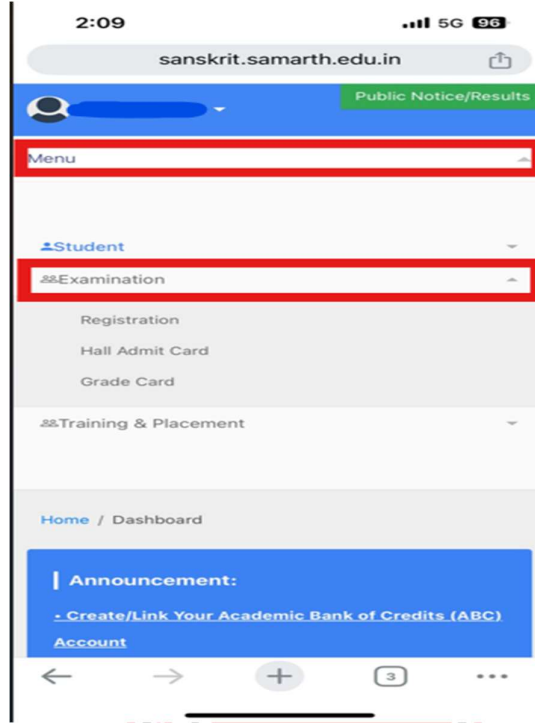 2:09 5G 96
sanskrit.samarth.edu.in
Public Notice/Results
Menu
Student
Examination
Registration
Hall Admit Card
Grade Card
Training & Placement
Home / Dashboard
Announcement:
• Create/Link Your Academic Bank of Credits (ABC)
Account
3